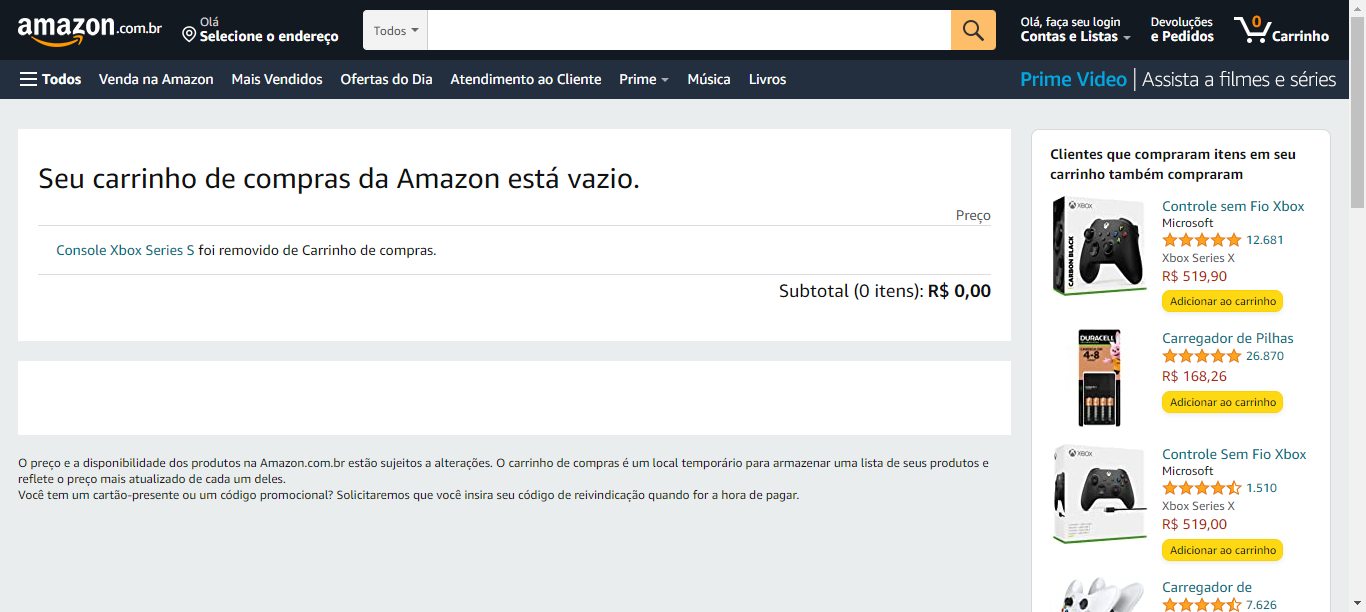 amazon.com.br
Olá
Selecione o endereço
Todos
Olá, faça seu login
Contas e Listas
Devoluções
e Pedidos
0
Carrinho
Todos
Venda na Amazon
Mais Vendidos
Ofertas do Dia
Atendimento ao Cliente
Prime
Música
Livros
Prime Video | Assista a filmes e séries
Seu carrinho de compras da Amazon está vazio.
Preço
Console Xbox Series S foi removido de Carrinho de compras.
Subtotal (0 itens): R$ 0,00
O preço e a disponibilidade dos produtos na Amazon.com.br estão sujeitos a alterações. O carrinho de compras é um local temporário para armazenar uma lista de seus produtos e
reflete o preço mais atualizado de cada um deles.
Você tem um cartão-presente ou um código promocional? Solicitaremos que você insira seu código de reivindicação quando for a hora de pagar.
Clientes que compraram itens em seu
carrinho também compraram
XBOX
CARBON BLACK
Controle sem Fio Xbox
Microsoft
12.681
Xbox Series X
R$ 519,90
Adicionar ao carrinho
DURACELL
4-8
Carregador de Pilhas
26.870
R$ 168,26
Adicionar ao carrinho
XBOX
Controle Sem Fio Xbox
Microsoft
1.510
Xbox Series X
R$ 519,00
Adicionar ao carrinho
Carregador de
7.626